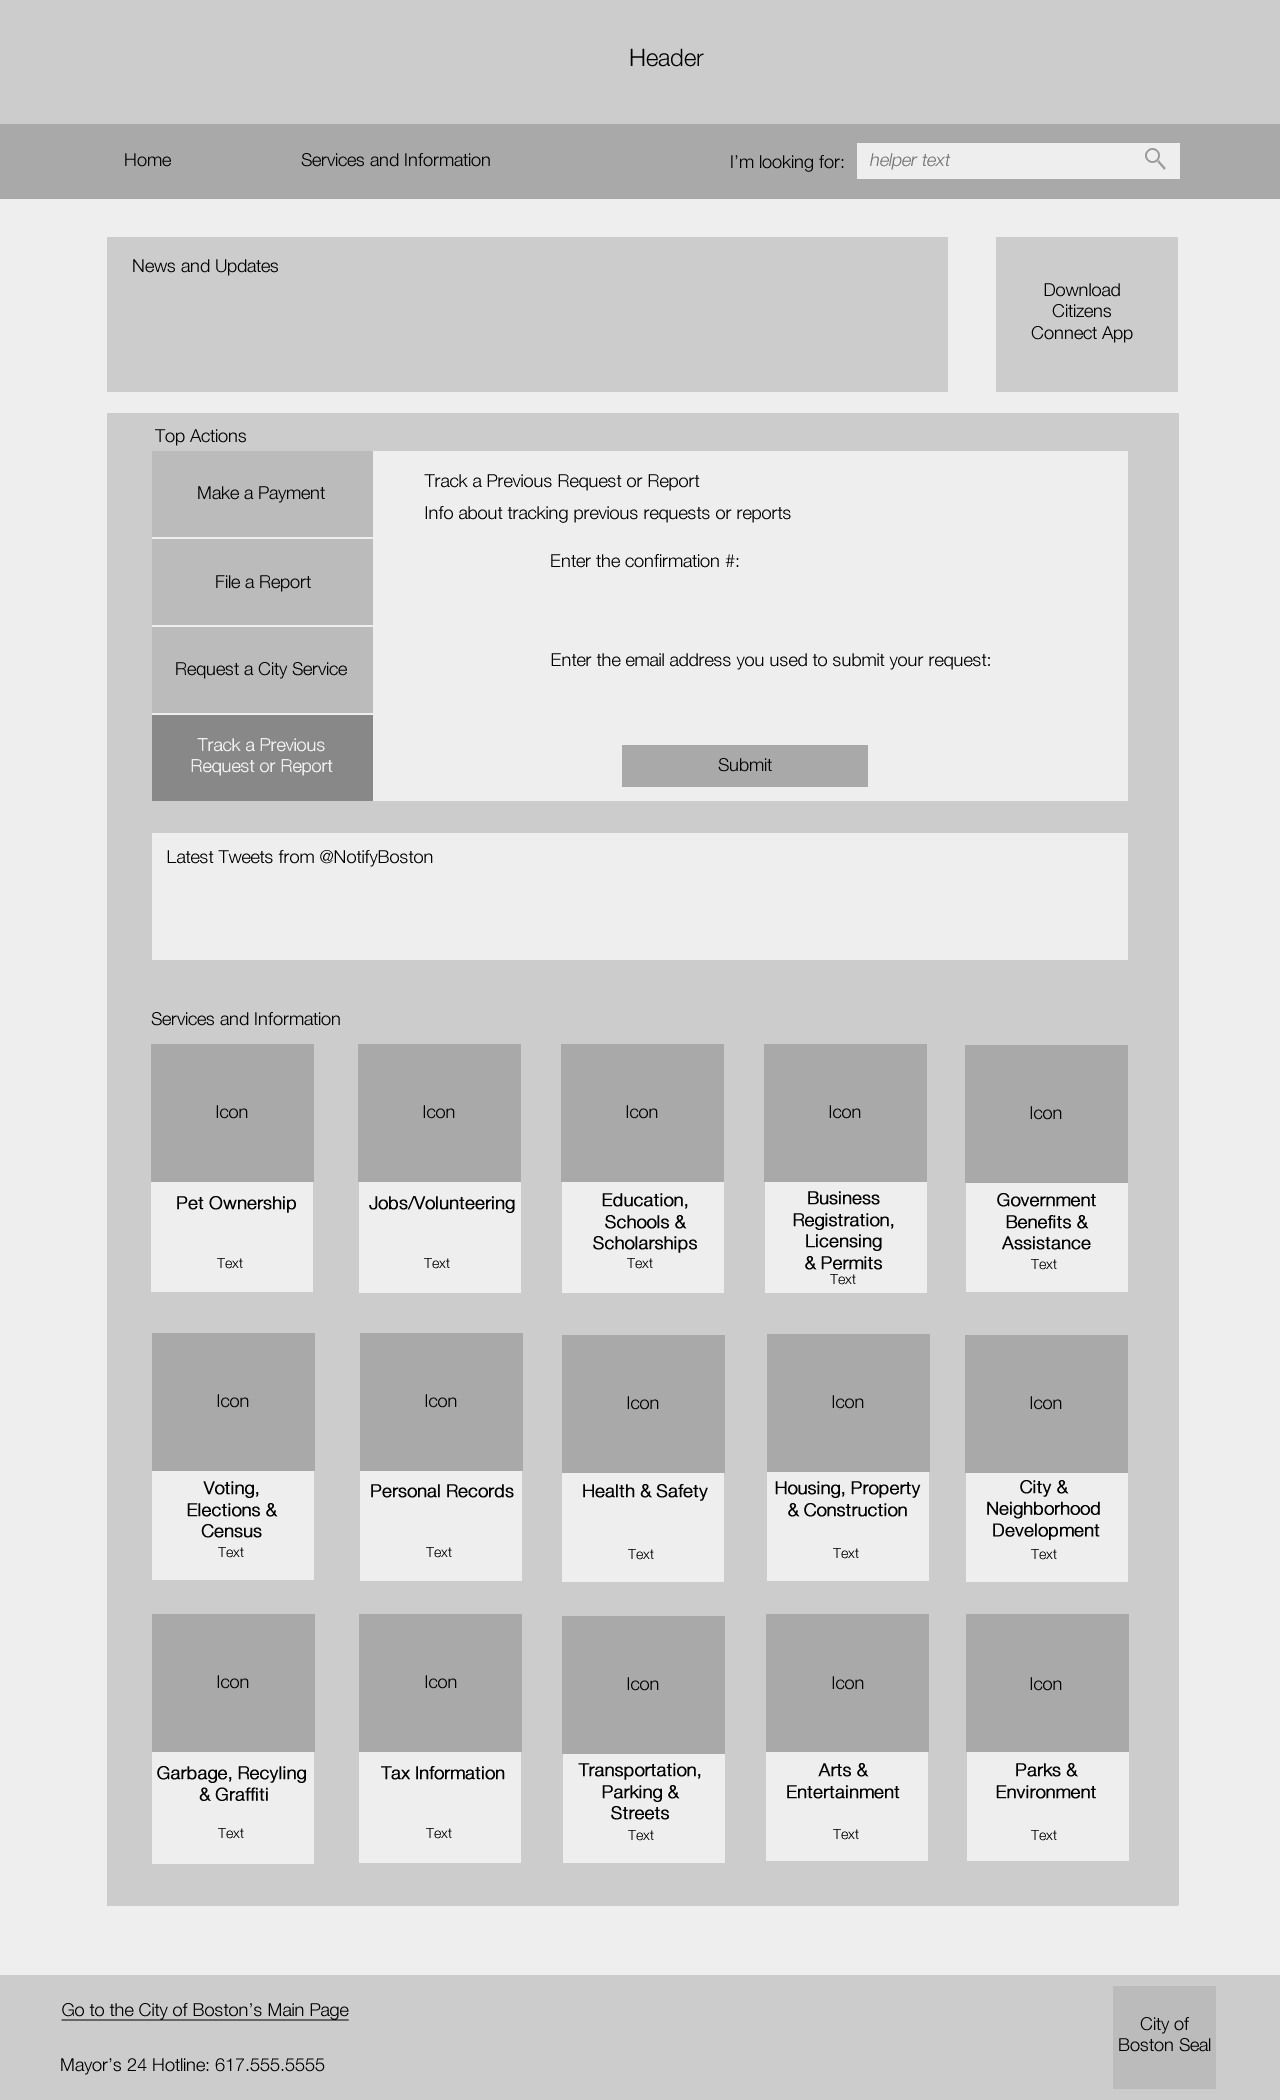 Header
Home
Services and Information
I'm looking for:
helper text
News and Updates
Download
Citizens
Connect App
Top Actions
Make a Payment
File a Report
Request a City Service
Track a Previous
Request or Report
Track a Previous Request or Report
Info about tracking previous requests or reports
Enter the confirmation #:
Enter the email address you used to submit your request:
Submit
Latest Tweets from @NotifyBoston
Services and Information
Icon
Pet Ownership
Text
Icon
Jobs/Volunteering
Text
Icon
Education,
Schools &
Scholarships
Text
Icon
Business
Registration,
Licensing
& Permits
Text
Icon
Government
Benefits &
Assistance
Text
Icon
Voting,
Elections &
Census
Text
Icon
Personal Records
Text
Icon
Health & Safety
Text
Icon
Housing, Property
& Construction
Text
Icon
City &
Neighborhood
Development
Text
Icon
Garbage, Recyling
& Graffiti
Text
Icon
Tax Information
Text
Icon
Transportation,
Parking &
Streets
Text
Icon
Arts &
Entertainment
Text
Icon
Parks &
Environment
Text
Go to the City of Boston's Main Page
Mayor's 24 Hotline: 617.555.5555
City of
Boston Seal